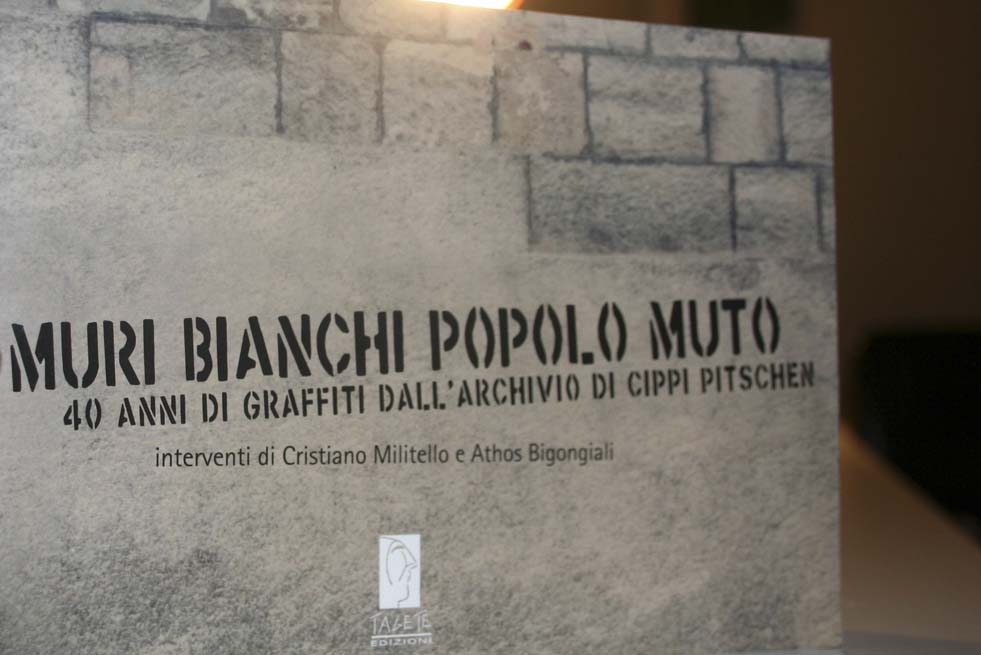 MURI BIANCHI POPOLO MUTO
40 ANNI DI GRAFFITI DALL'ARCHIVIO DI CIPPI PITSCHEN
interventi di Cristiano Militello e Athos Bigongiali
TAGETE
EDIZIONI